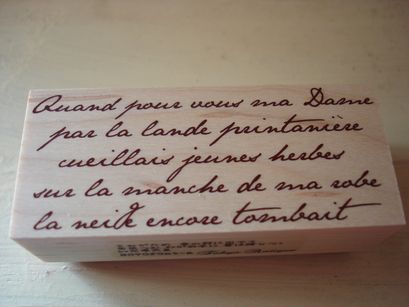 Quand pour vous ma Dame
par la lande printanière
cueillais jeunes herbes
sur la manche de ma robe
la neige encore tombait